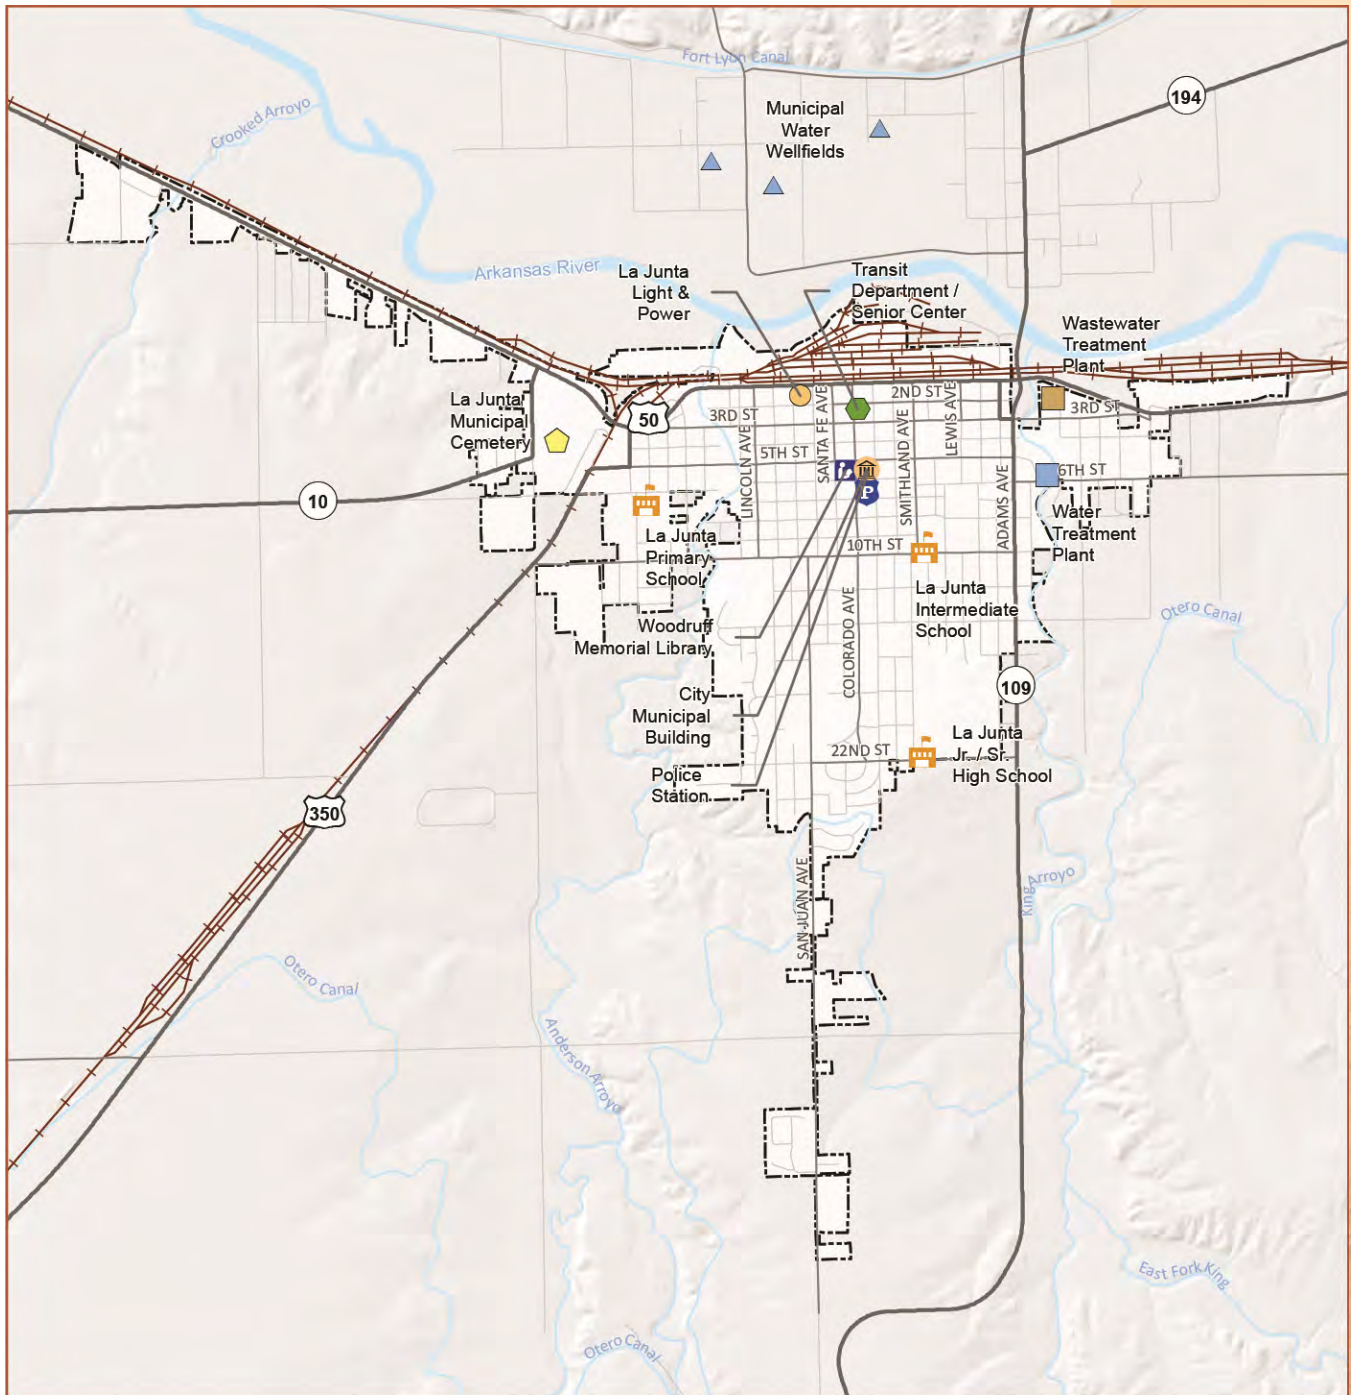 Fort Lyon Canal
194
Municipal
Water
Wellfields
Crooked Arroyo
Arkansas River
La Junta
Light &
Power
Transit
Department /
Senior Center
Wastewater
Treatment
Plant
La Junta
Municipal
Cemetery
50
2ND ST
3RD ST
3RD ST
LINCOLN AVE
SANTA FE AVE
SMITHLAND AVE
LEWIS AVE
ADAMS AVE
5TH ST
6TH ST
P
10
Water
Treatment
Plant
La Junta
Primary
School
10TH ST
La Junta
Intermediate
School
Otero Canal
Woodruff
Memorial Library
COLORADO AVE
109
City
Municipal
Building
22ND ST
La Junta
Jr. / Sr.
High School
Police
Station
350
SAN JUAN AVE
King Arroyo
Otero Canal
Anderson Arroyo
East Fork King
Otero Canal